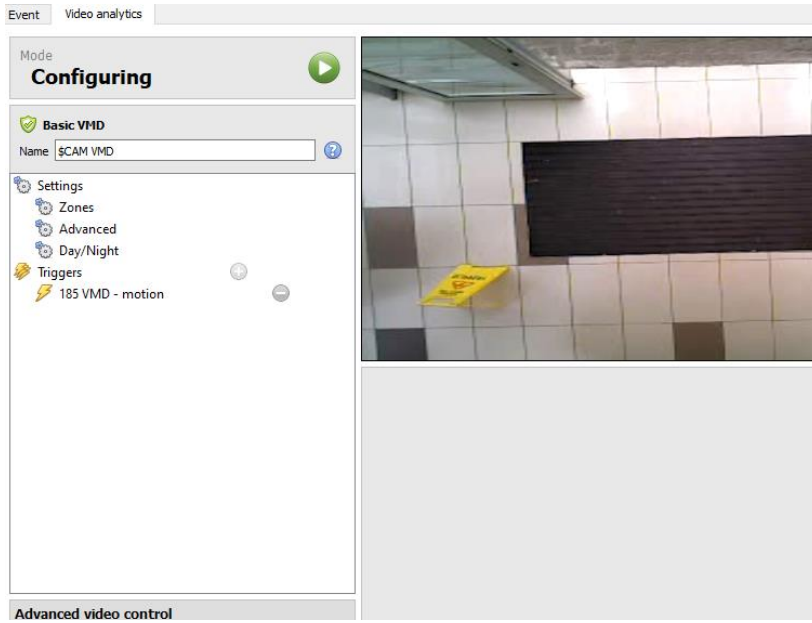 Event Video analytics
Mode
Configuring
Basic VMD
Name $CAM VMD ?
Settings
Zones
Advanced
Day/Night
Triggers
185 VMD - motion
Advanced video control